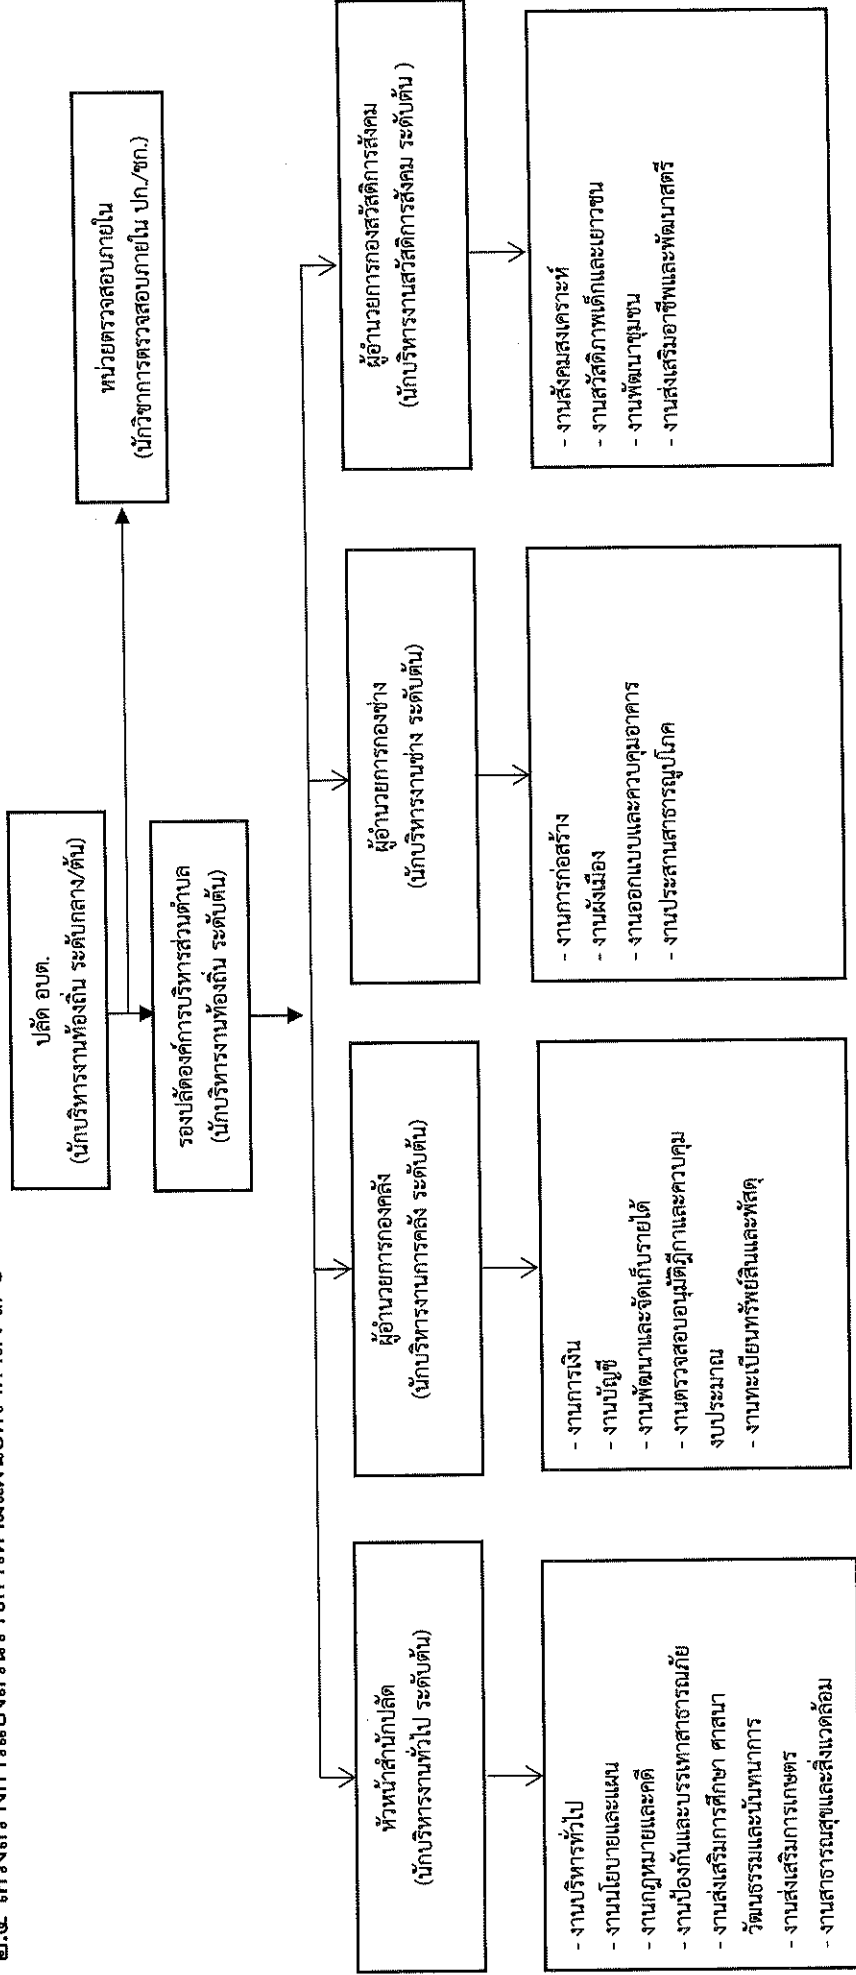 ปลัด อบต.
(นักบริหารงานท้องถิ่น ระดับกลาง/ต้น)
หน่วยตรวจสอบภายใน
(นักวิชาการตรวจสอบภายใน ปก./ชก.)
รองปลัดองค์การบริหารส่วนตำบล
(นักบริหารงานท้องถิ่น ระดับต้น)
หัวหน้าสำนักปลัด
(นักบริหารงานทั่วไป ระดับต้น)
ผู้อำนวยการกองคลัง
(นักบริหารงานการคลัง ระดับต้น)
ผู้อำนวยการกองช่าง
(นักบริหารงานช่าง ระดับต้น)
ผู้อำนวยการกองสวัสดิการสังคม
(นักบริหารงานสวัสดิการสังคม ระดับต้น )
- งานบริหารทั่วไป
- งานนโยบายและแผน
- งานกฎหมายและคดี
- งานป้องกันและบรรเทาสาธารณภัย
- งานส่งเสริมการศึกษา ศาสนา
วัฒนธรรมและนันทนาการ
- งานส่งเสริมการเกษตร
- งานสาธารณสุขและสิ่งแวดล้อม
- งานการเงิน
- งานบัญชี
- งานพัฒนาและจัดเก็บรายได้
- งานตรวจสอบอนุมัติฎีกาและควบคุม
งบประมาณ
- งานทะเบียนทรัพย์สินและพัสดุ
- งานการก่อสร้าง
- งานผังเมือง
- งานออกแบบและควบคุมอาคาร
- งานประสานสาธารณูปโภค
- งานสังคมสงเคราะห์
- งานสวัสดิภาพเด็กและเยาวชน
- งานพัฒนาชุมชน
- งานส่งเสริมอาชีพและพัฒนาสตรี